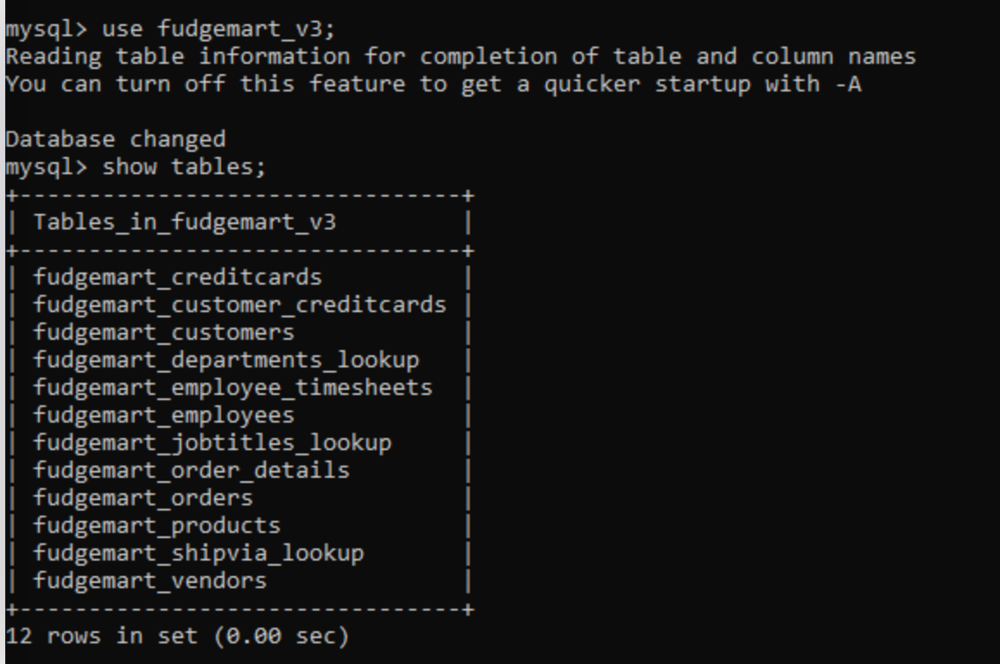 mysql> use fudgemart_v3;
Reading table information for completion of table and column names
You can turn off this feature to get a quicker startup with -A
Database changed
mysql> show tables;
+--------------------------------+
| Tables_in_fudgemart_v3         |
+--------------------------------+
| fudgemart_creditcards          |
| fudgemart_customer_creditcards |
| fudgemart_customers            |
| fudgemart_departments_lookup   |
| fudgemart_employee_timesheets  |
| fudgemart_employees            |
| fudgemart_jobtitles_lookup     |
| fudgemart_order_details        |
| fudgemart_orders               |
| fudgemart_products             |
| fudgemart_shipvia_lookup       |
| fudgemart_vendors              |
+--------------------------------+
12 rows in set (0.00 sec)